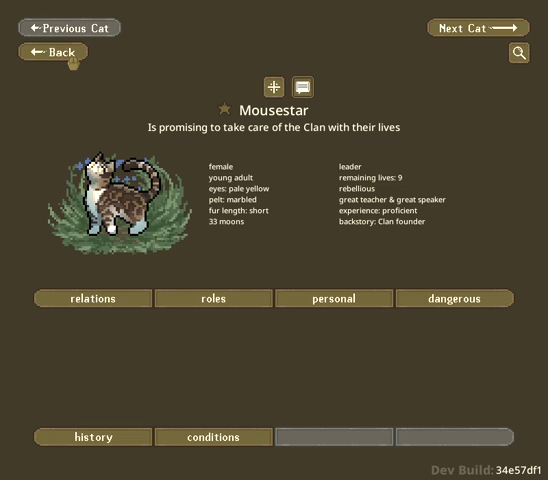 Previous Cat
Next Cat
Back
Mousestar
Is promising to take care of the Clan with their lives
female
young adult
eyes: pale yellow
pelt: marbled
fur length: short
33 moons
leader
remaining lives: 9
rebellious
great teacher & great speaker
experience: proficient
backstory: Clan founder
relations
roles
personal
dangerous
history
conditions
Dev Build: 34e57df1